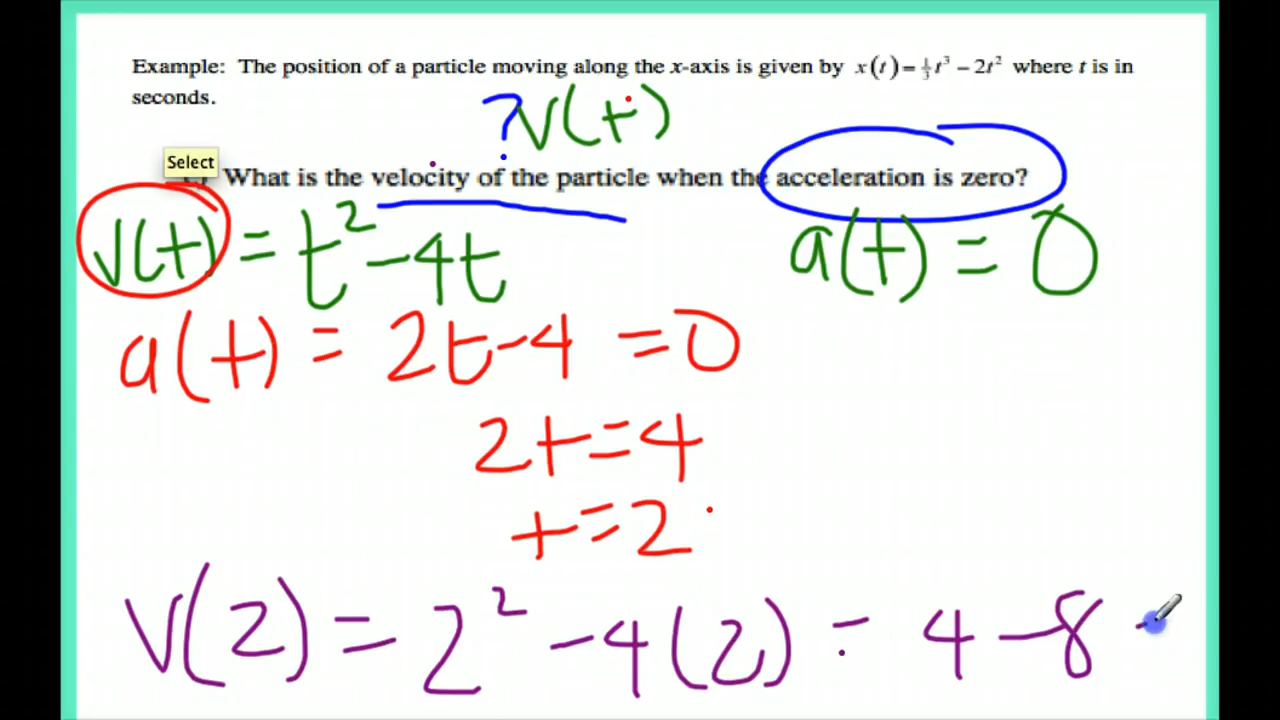 Example: The position of a particle moving along the x-axis is given by x(t)=⅓t³ − 2t² where t is in
seconds.
? v(t)
Select
What is the velocity of the particle when the acceleration is zero?
v(t) = t² − 4t
a(t) = 0
a(t) = 2t − 4 = 0
2t = 4
t = 2
v(2) = 2² − 4(2) = 4 − 8